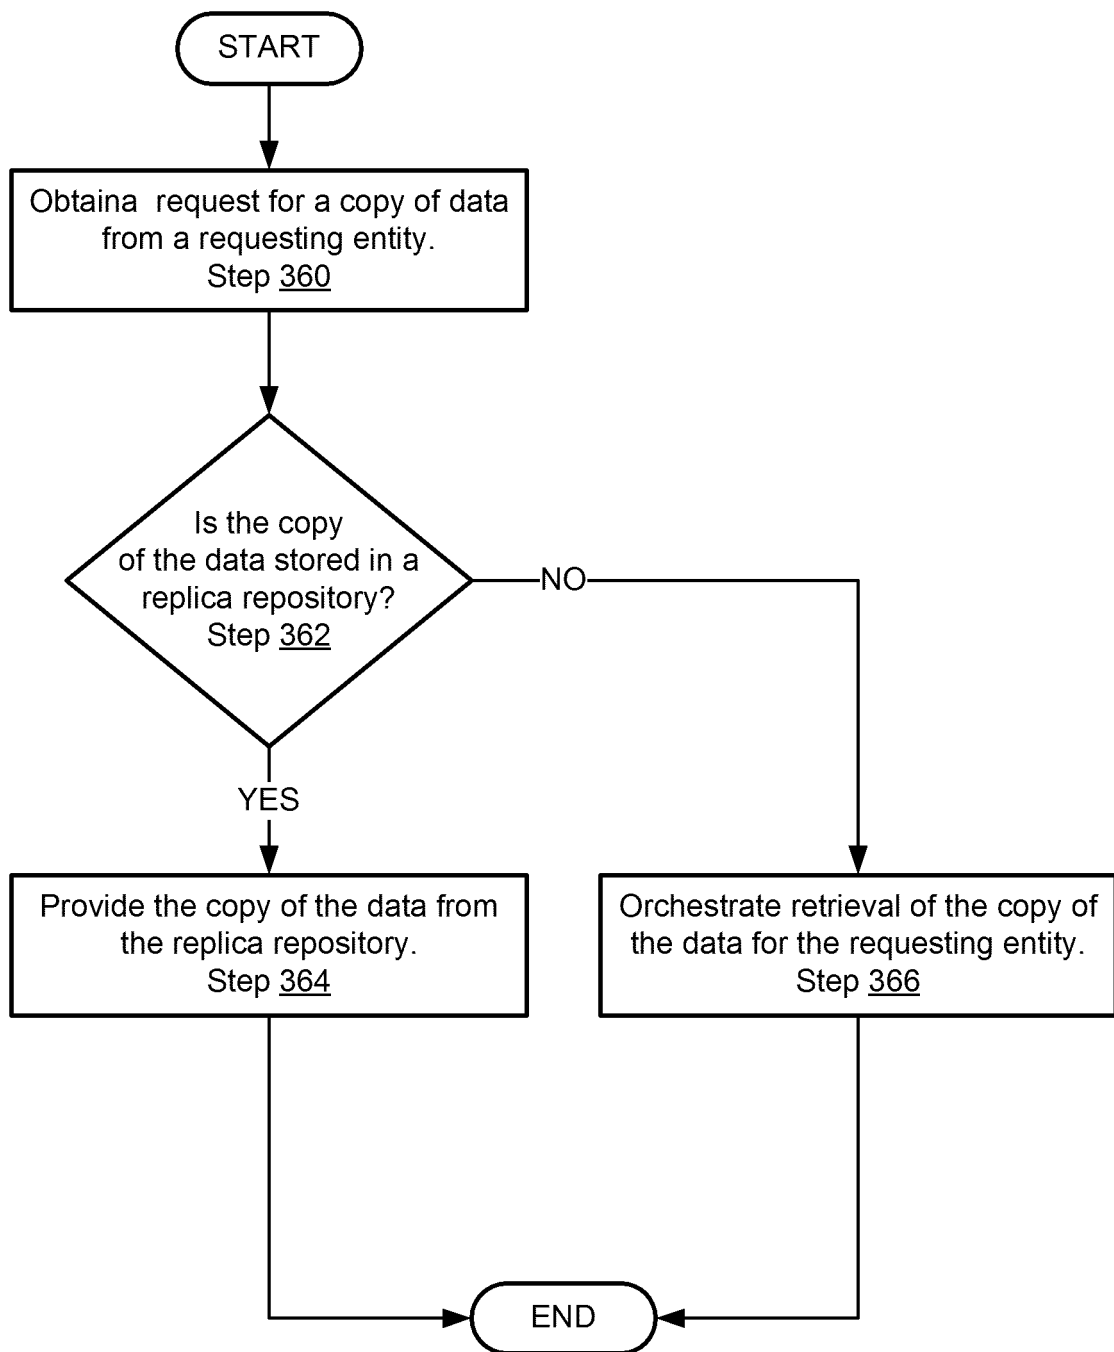 START
Obtaina  request for a copy of data
from a requesting entity.
Step 360
Is the copy
of the data stored in a
replica repository?
Step 362
NO
YES
Provide the copy of the data from
the replica repository.
Step 364
Orchestrate retrieval of the copy of
the data for the requesting entity.
Step 366
END